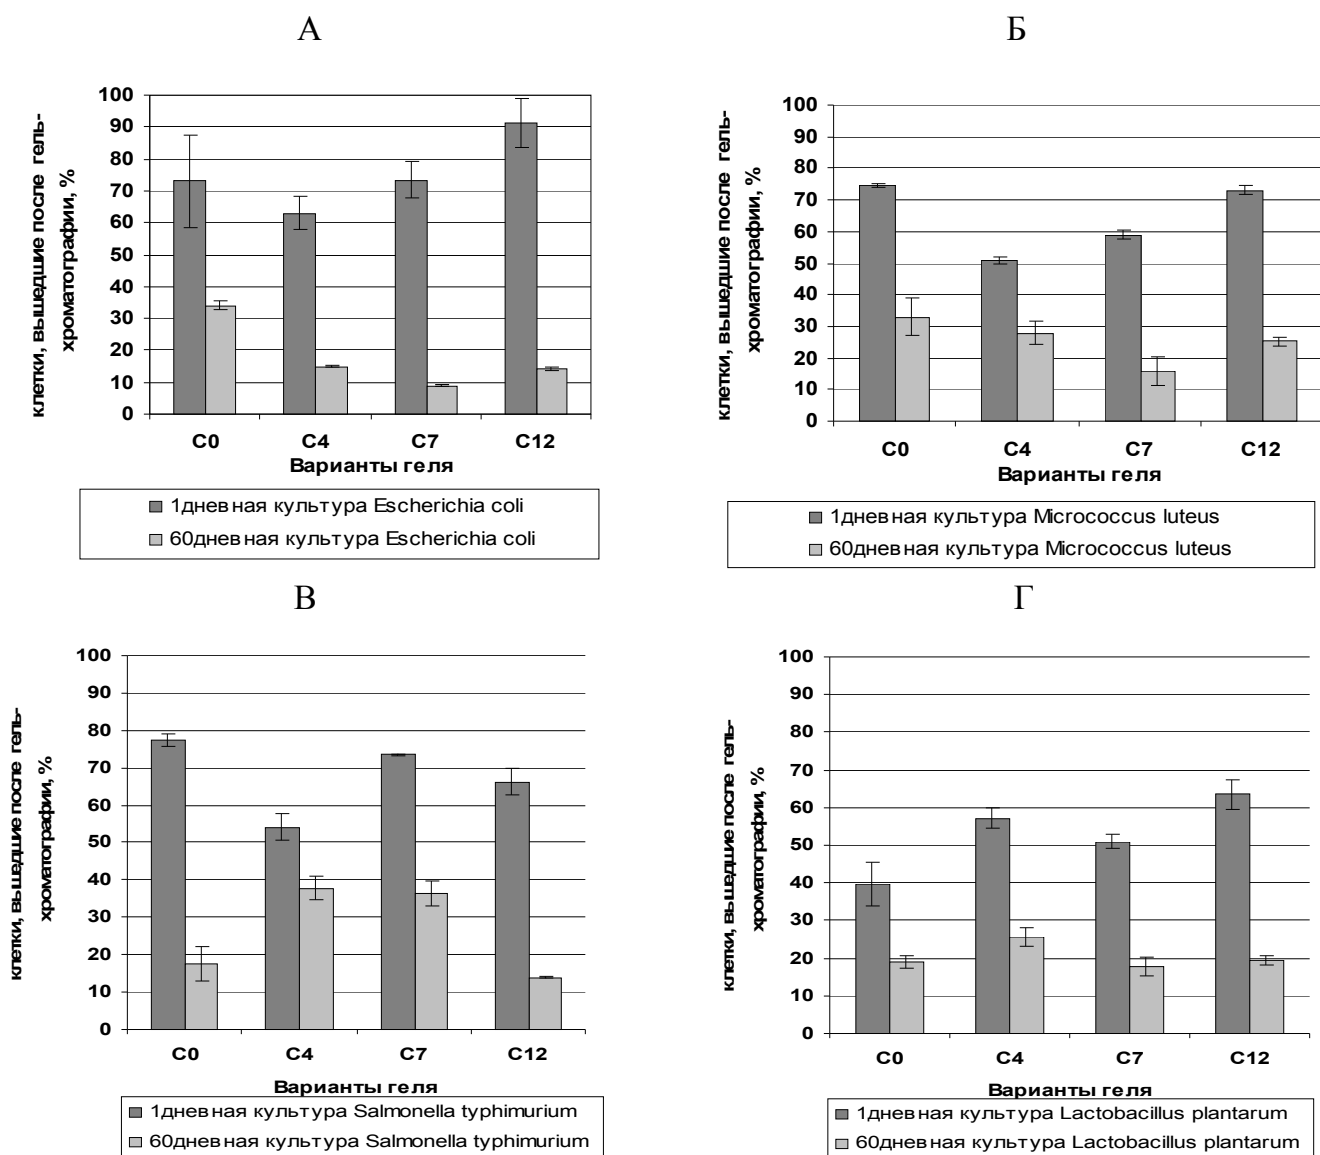 А
клетки, вышедшие после гель-
хроматографии, %
100
90
80
70
60
50
40
30
20
10
0
C0 C4 C7 C12
Варианты геля
1дневная культура Escherichia coli
60дневная культура Escherichia coli
Б
клетки, вышедшие после гель-
хроматографии, %
100
90
80
70
60
50
40
30
20
10
0
C0 C4 C7 C12
Варианты геля
1дневная культура Micrococcus luteus
60дневная культура Micrococcus luteus
В
клетки, вышедшие после гель-
хроматографии, %
100
90
80
70
60
50
40
30
20
10
0
C0 C4 C7 C12
Варианты геля
1дневная культура Salmonella typhimurium
60дневная культура Salmonella typhimurium
Г
клетки, вышедшие после гель-
хроматографии, %
100
90
80
70
60
50
40
30
20
10
0
C0 C4 C7 C12
Варианты геля
1дневная культура Lactobacillus plantarum
60дневная культура Lactobacillus plantarum